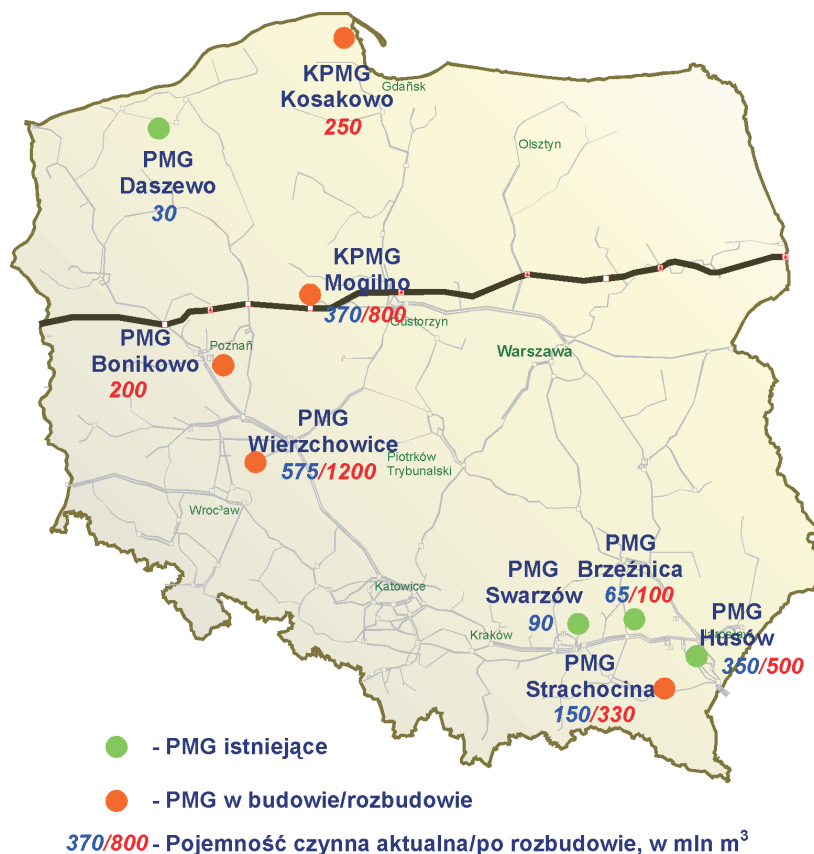 KPMG
Kosakowo
250
Gdańsk
PMG
Daszewo
30
Olsztyn
KPMG
Mogilno
370/800
Gustorzyn
PMG
Bonikowo
200
Poznań
Warszawa
PMG
Wierzchowice
575/1200
Piotrków
Trybunalski
Wroc³aw
PMG
Brzeźnica
65/100
PMG
Swarzów
90
Katowice
Kraków
PMG
Husów
350/500
PMG
Strachocina
150/330
- PMG istniejące
- PMG w budowie/rozbudowie
370/800 - Pojemność czynna aktualna/po rozbudowie, w mln m³